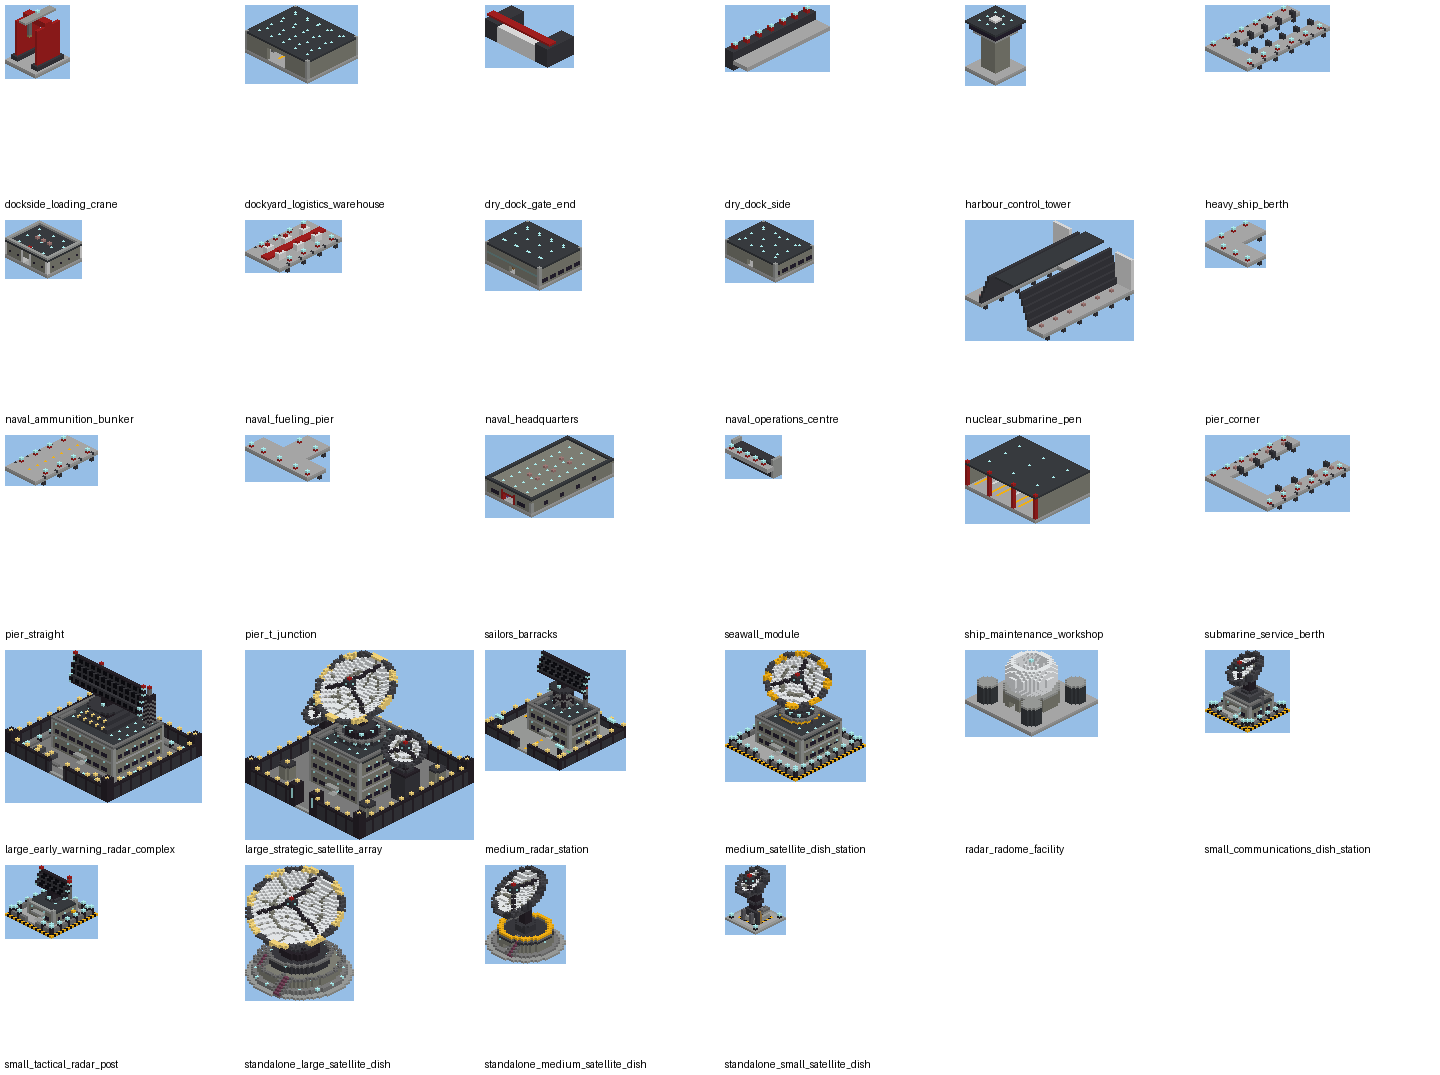 dockside_loading_crane
dockyard_logistics_warehouse
dry_dock_gate_end
dry_dock_side
harbour_control_tower
heavy_ship_berth
naval_ammunition_bunker
naval_fueling_pier
naval_headquarters
naval_operations_centre
nuclear_submarine_pen
pier_corner
pier_straight
pier_t_junction
sailors_barracks
seawall_module
ship_maintenance_workshop
submarine_service_berth
large_early_warning_radar_complex
large_strategic_satellite_array
medium_radar_station
medium_satellite_dish_station
radar_radome_facility
small_communications_dish_station
small_tactical_radar_post
standalone_large_satellite_dish
standalone_medium_satellite_dish
standalone_small_satellite_dish